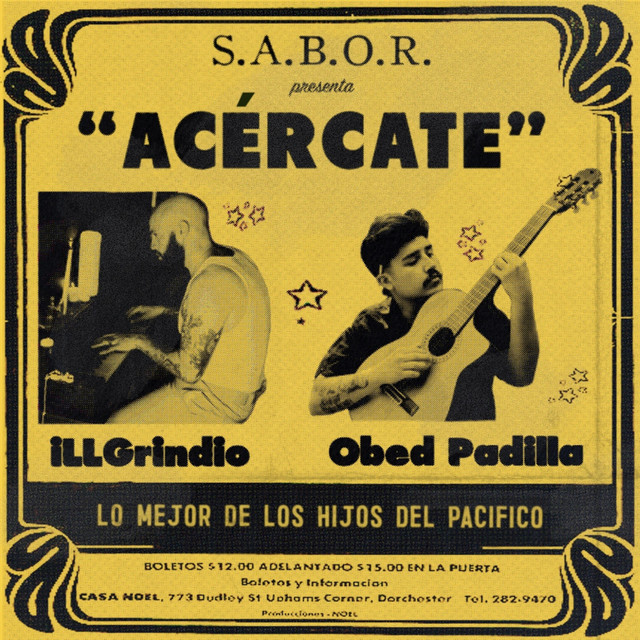 S.A.B.O.R.
presenta
“ACÉRCATE”
iLLGrindio
Obed Padilla
LO MEJOR DE LOS HIJOS DEL PACIFICO
BOLETOS $12.00 ADELANTADO $15.00 EN LA PUERTA
Boletos y Informacion
CASA NOEL, 773 Dudley St Uphams Corner, Dorchester Tel. 282-9470
Producciones - NOEL